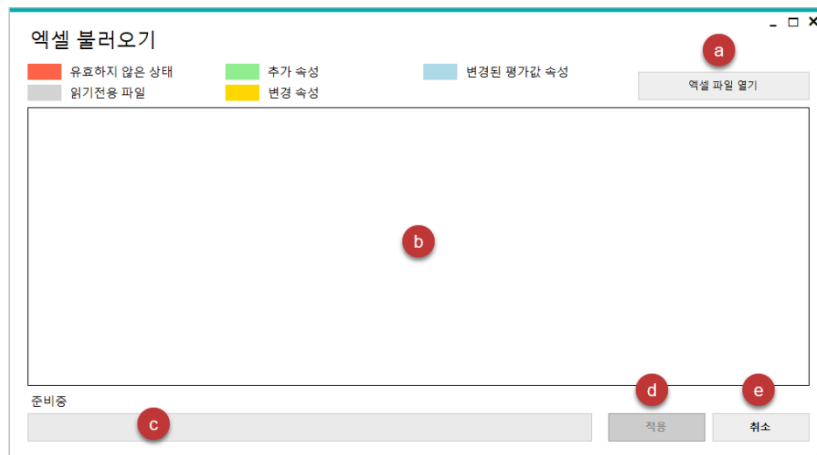 엑셀 불러오기
a
유효하지 않은 상태 추가 속성 변경된 평가값 속성
엑셀 파일 열기
읽기전용 파일 변경 속성
b
준비중
d e
c
적용 취소